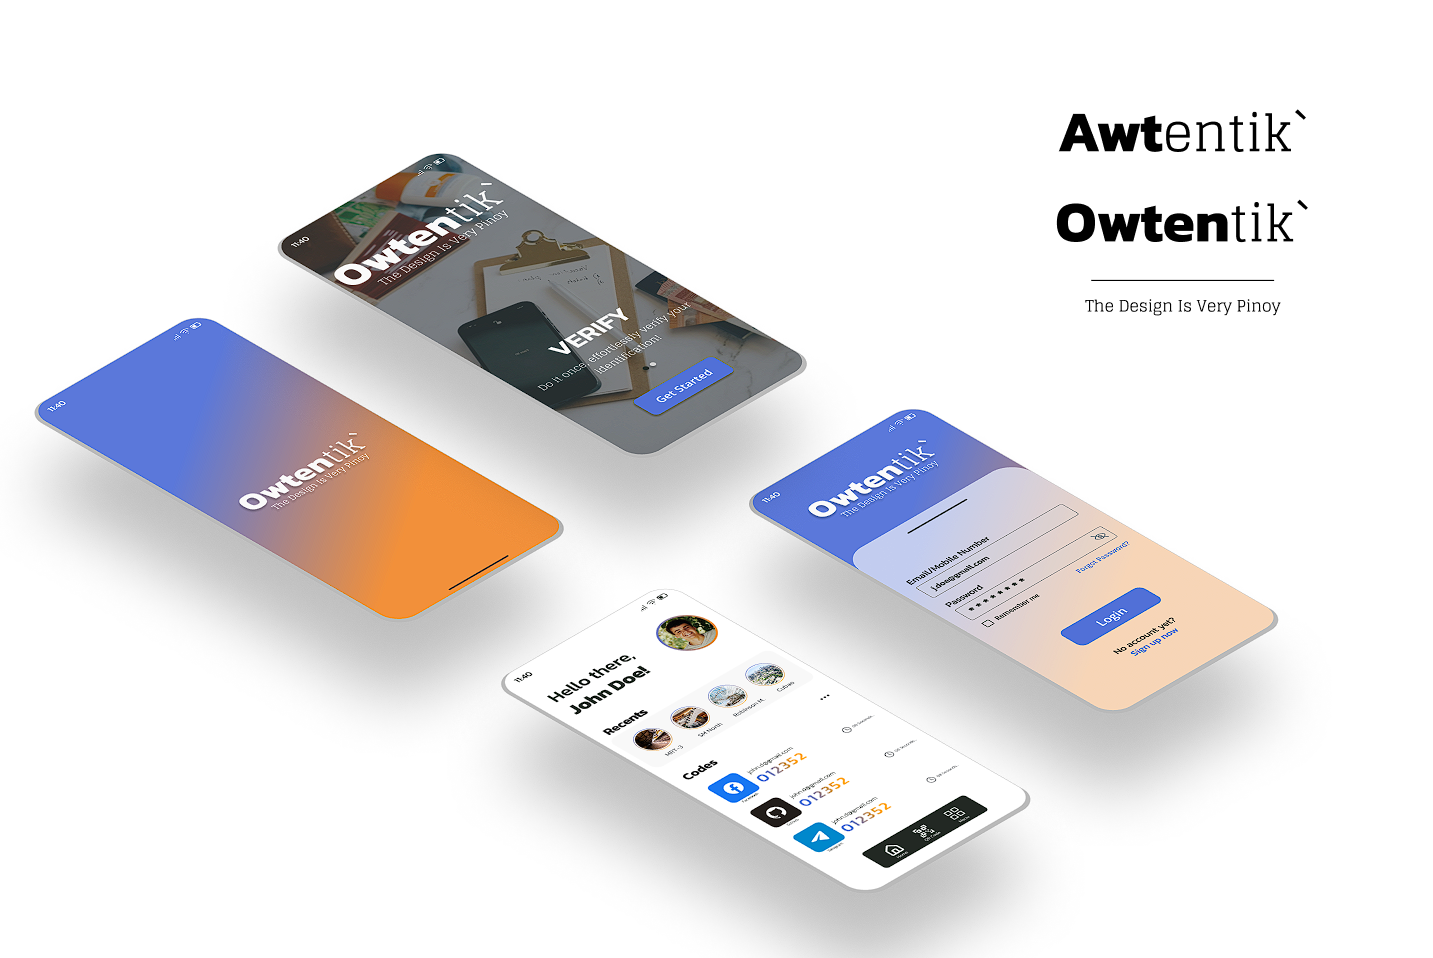 Awtentik`
Owtentik`
The Design Is Very Pinoy
11:40
Owtentik`
The Design Is Very Pinoy
VERIFY
Do it once, effortlessly verify your
identification!
Get Started
11:40
Owtentik`
The Design Is Very Pinoy
11:40
Owtentik`
The Design Is Very Pinoy
Email/Mobile Number
j.doe@gmail.com
Password
********
Remember me
Forgot Password?
Login
No account yet?
Sign up now
11:40
Hello there,
John Doe!
Recents
MRT-3
SM North
Robinson M.
Cubao
Codes
john.d@gmail.com
012352
Facebook
john.d@gmail.com
012352
john.d@gmail.com
012352
Home
Menu